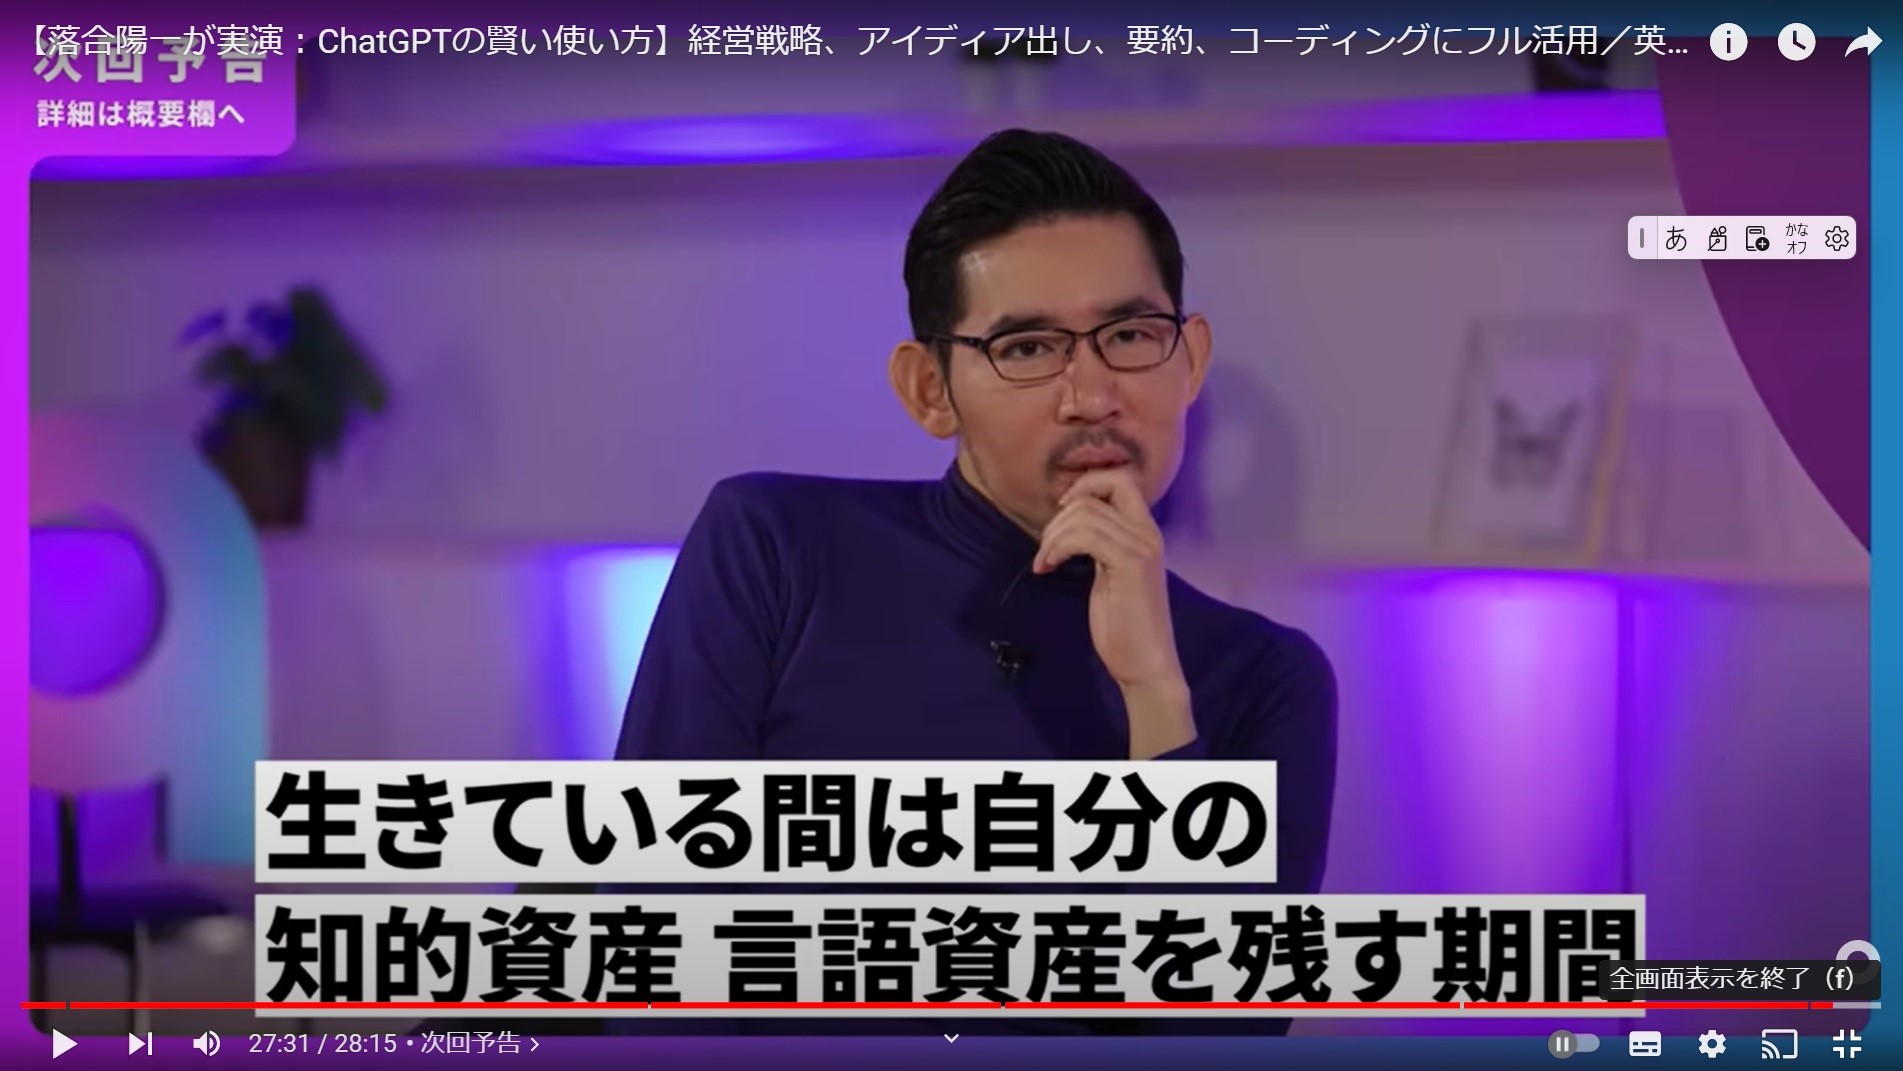 【落合陽一が実演：ChatGPTの賢い使い方】経営戦略、アイディア出し、要約、コーディングにフル活用／英...
次回予告
詳細は概要欄へ
あ
かな
オフ
生きている間は自分の
知的資産 言語資産を残す期間
全画面表示を終了（f）
27:31 / 28:15 • 次回予告 ›